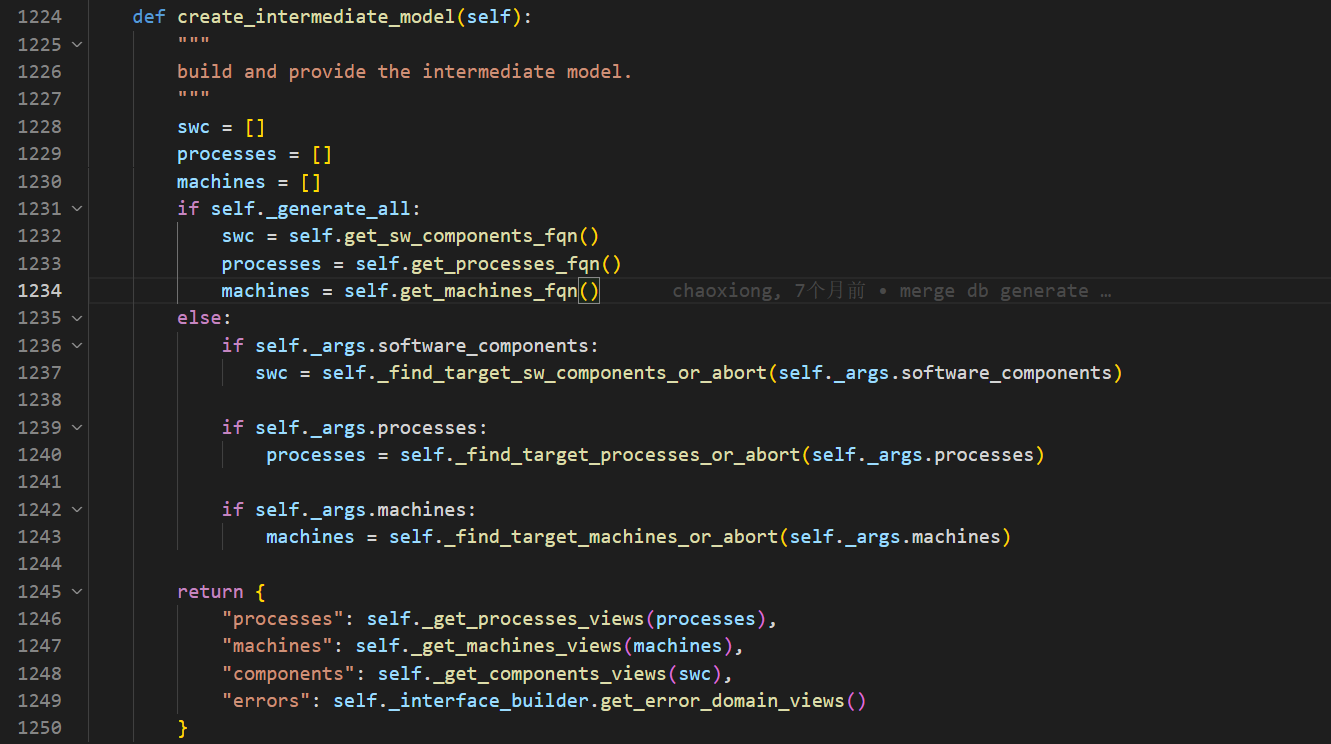 1224 def create_intermediate_model(self):
1225 """
1226 build and provide the intermediate model.
1227 """
1228 swc = []
1229 processes = []
1230 machines = []
1231 if self._generate_all:
1232 swc = self.get_sw_components_fqn()
1233 processes = self.get_processes_fqn()
1234 machines = self.get_machines_fqn() chaoxiong, 7个月前 • merge db generate …
1235 else:
1236 if self._args.software_components:
1237 swc = self._find_target_sw_components_or_abort(self._args.software_components)
1238
1239 if self._args.processes:
1240 processes = self._find_target_processes_or_abort(self._args.processes)
1241
1242 if self._args.machines:
1243 machines = self._find_target_machines_or_abort(self._args.machines)
1244
1245 return {
1246 "processes": self._get_processes_views(processes),
1247 "machines": self._get_machines_views(machines),
1248 "components": self._get_components_views(swc),
1249 "errors": self._interface_builder.get_error_domain_views()
1250 }